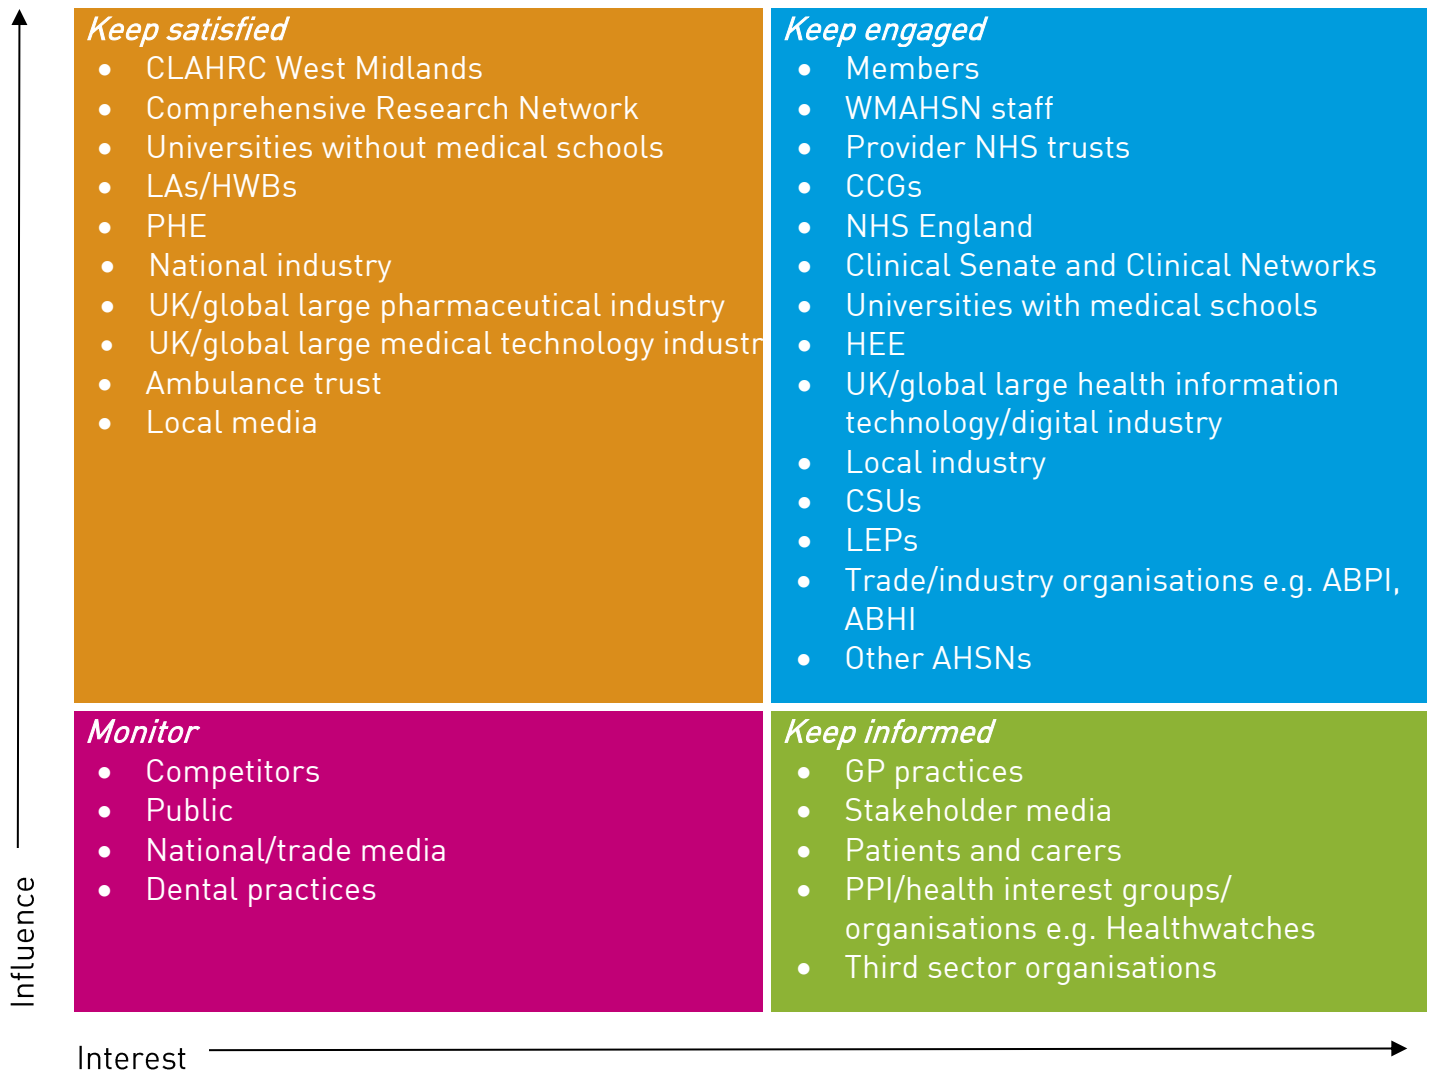 Keep satisfied
• CLAHRC West Midlands
• Comprehensive Research Network
• Universities without medical schools
• LAs/HWBs
• PHE
• National industry
• UK/global large pharmaceutical industry
• UK/global large medical technology industr
• Ambulance trust
• Local media
Keep engaged
• Members
• WMAHSN staff
• Provider NHS trusts
• CCGs
• NHS England
• Clinical Senate and Clinical Networks
• Universities with medical schools
• HEE
• UK/global large health information
technology/digital industry
• Local industry
• CSUs
• LEPs
• Trade/industry organisations e.g. ABPI,
ABHI
• Other AHSNs
Monitor
• Competitors
• Public
• National/trade media
• Dental practices
Keep informed
• GP practices
• Stakeholder media
• Patients and carers
• PPI/health interest groups/
organisations e.g. Healthwatches
• Third sector organisations
Influence
Interest